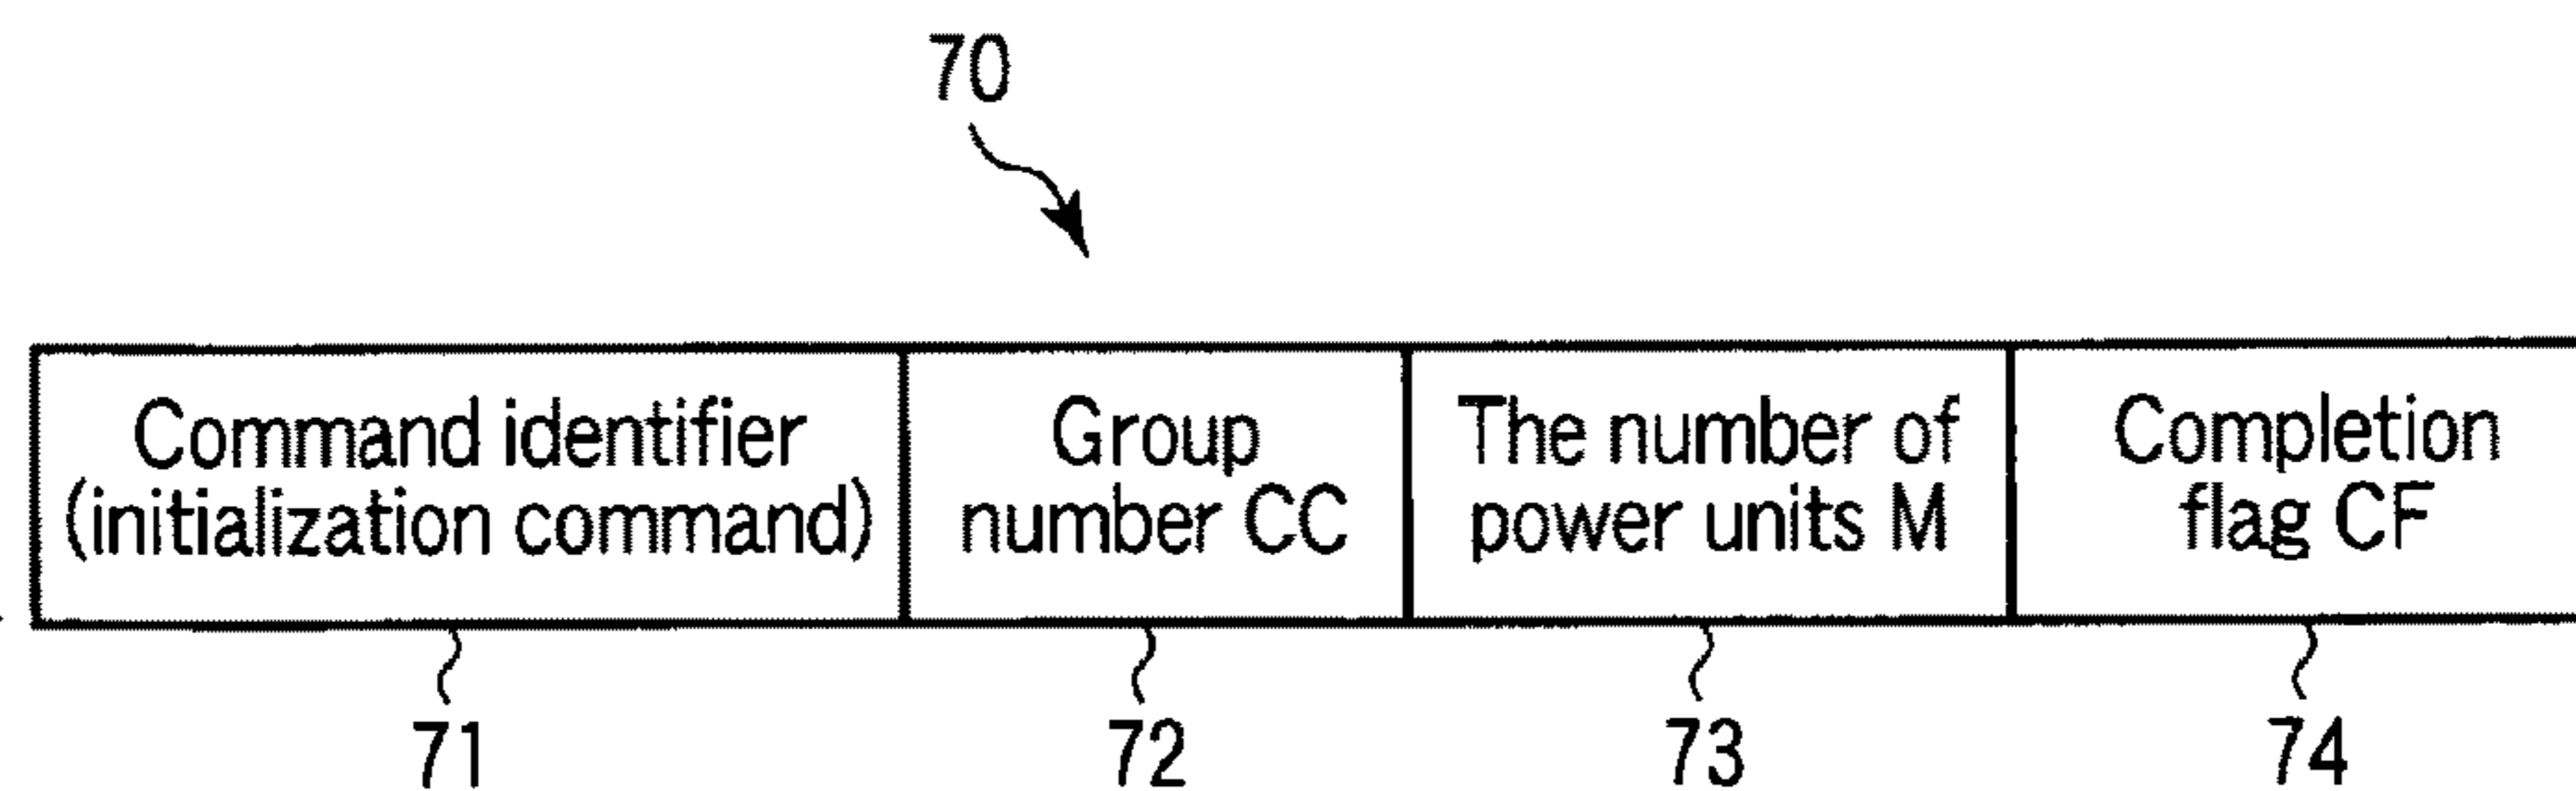 70
Command identifier
(initialization command)
Group
number CC
The number of
power units M
Completion
flag CF
71
72
73
74